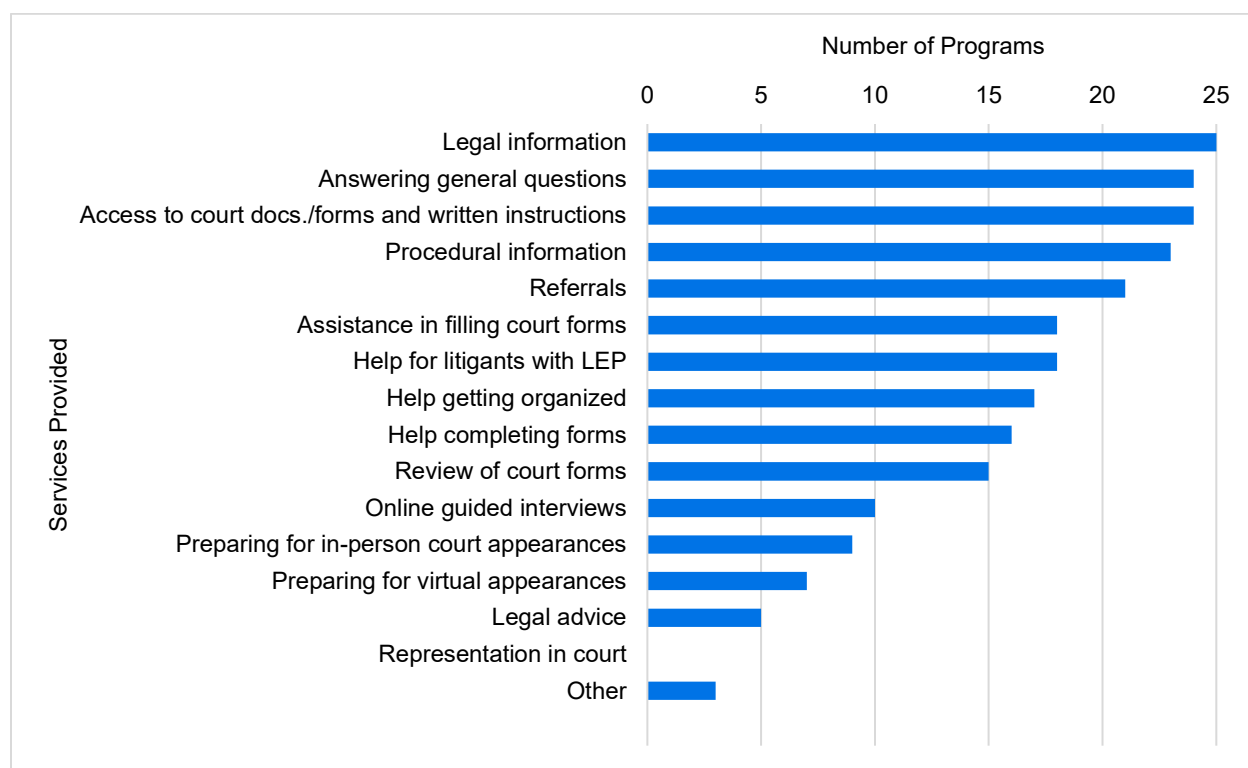 Number of Programs
0 5 10 15 20 25
Services Provided
Legal information
Answering general questions
Access to court docs./forms and written instructions
Procedural information
Referrals
Assistance in filling court forms
Help for litigants with LEP
Help getting organized
Help completing forms
Review of court forms
Online guided interviews
Preparing for in-person court appearances
Preparing for virtual appearances
Legal advice
Representation in court
Other